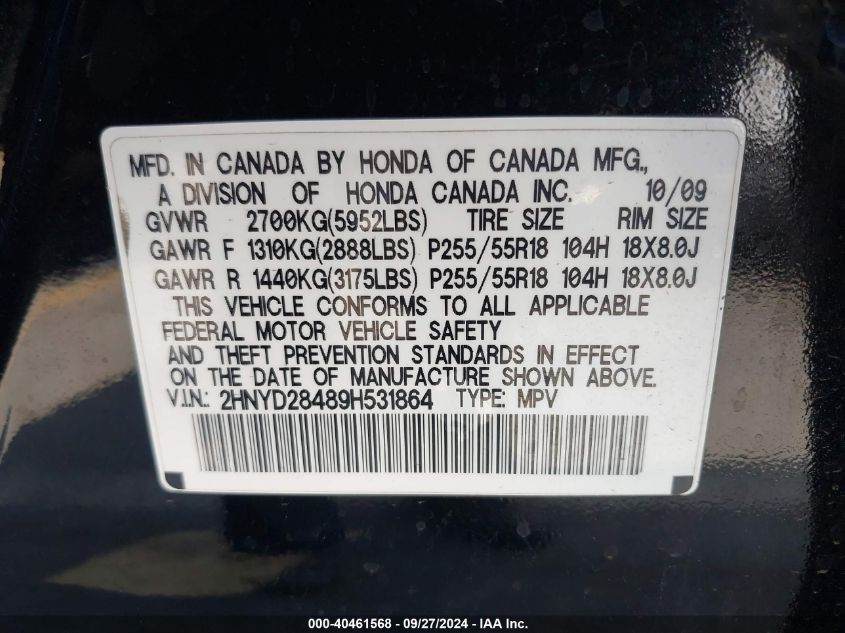 MFD. IN CANADA BY HONDA OF CANADA MFG.,
A DIVISION OF HONDA CANADA INC. 10/09
GVWR 2700KG(5952LBS) TIRE SIZE RIM SIZE
GAWR F 1310KG(2888LBS) P255/55R18 104H 18X8.0J
GAWR R 1440KG(3175LBS) P255/55R18 104H 18X8.0J
THIS VEHICLE CONFORMS TO ALL APPLICABLE
FEDERAL MOTOR VEHICLE SAFETY
AND THEFT PREVENTION STANDARDS IN EFFECT
ON THE DATE OF MANUFACTURE SHOWN ABOVE.
V.I.N.: 2HNYD28489H531864 TYPE: MPV
000-40461568 - 09/27/2024 - IAA Inc.